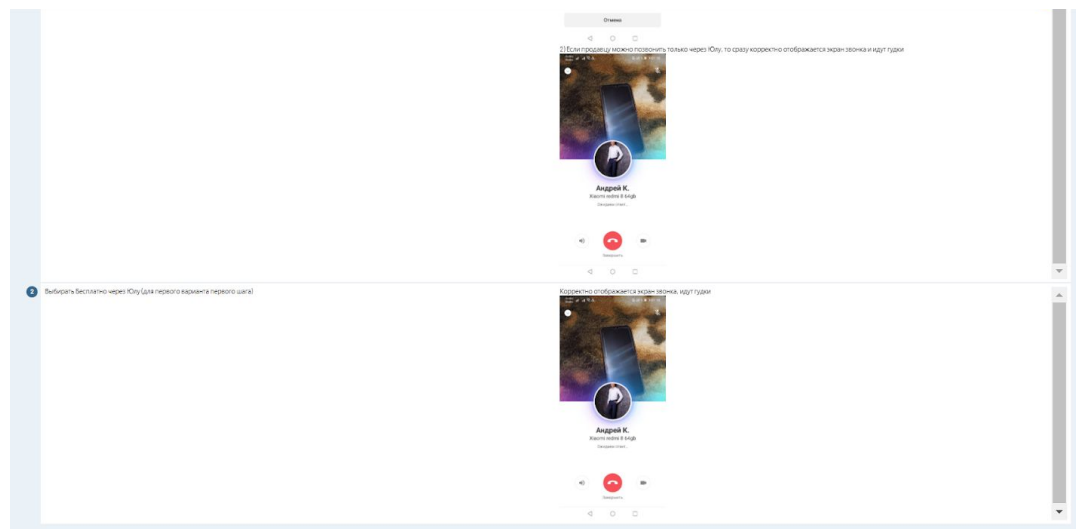 Отмена
2) Если продавцу можно позвонить только через Юлу, то сразу корректно отображается экран звонка и идут гудки
Андрей К.
Xiaomi redmi 8 64gb
Завершить
2 Выбирать Бесплатно через Юлу (для первого варианта первого шага)
Корректно отображается экран звонка, идут гудки
Андрей К.
Xiaomi redmi 8 64gb
Завершить